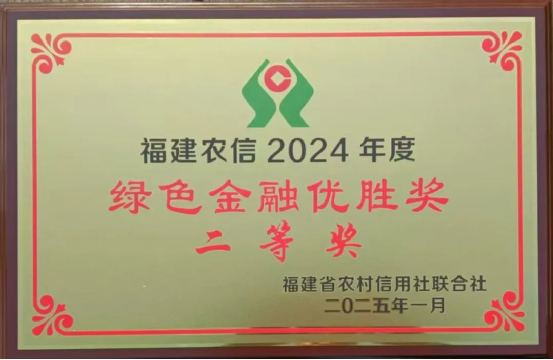 福建农信 2024 年度
绿色金融优胜奖
二等奖
福建省农村信用社联合社
二〇二五年一月